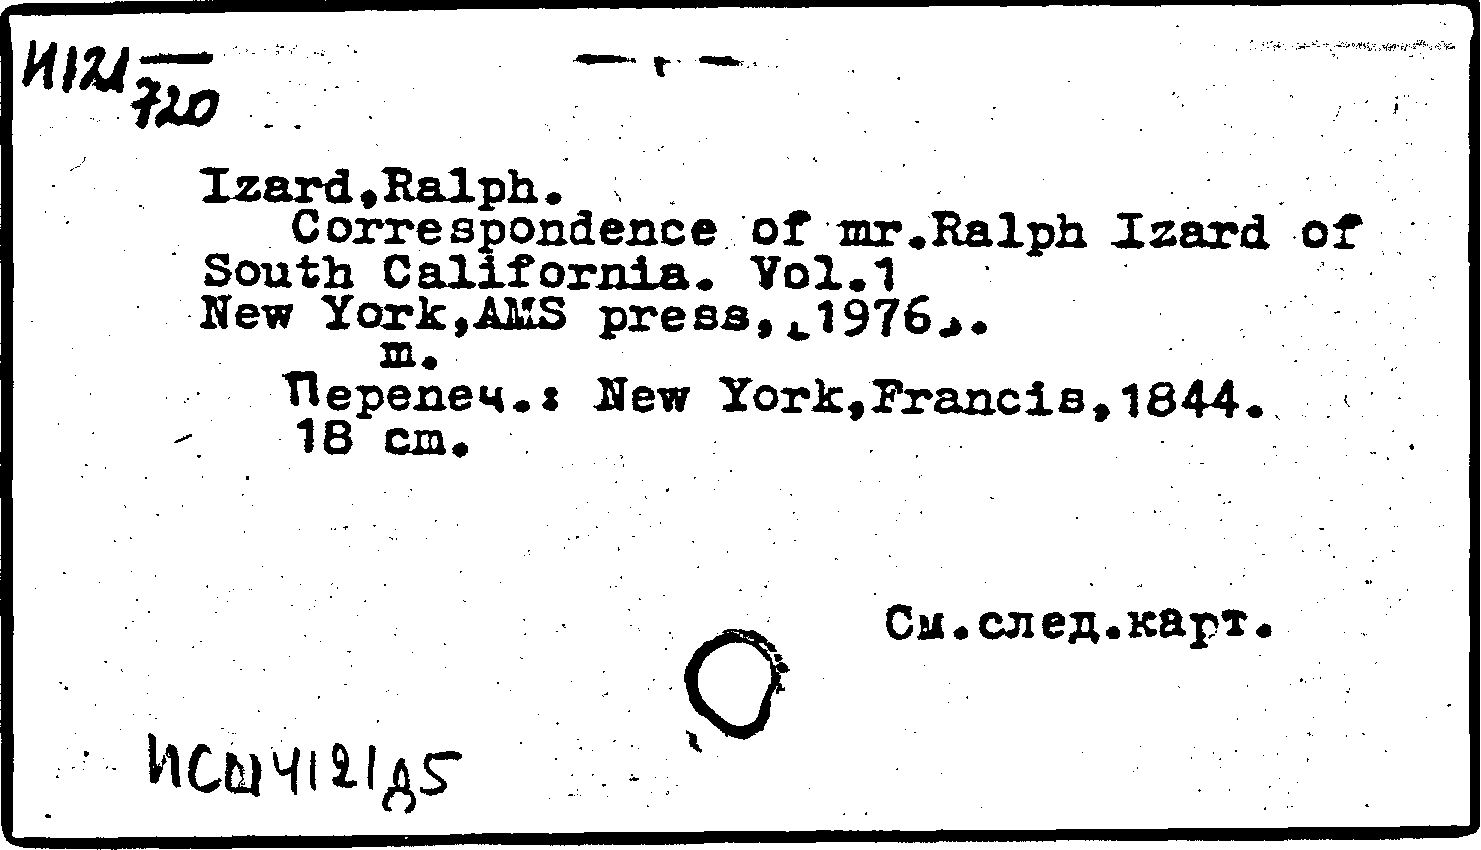 И121 —
720
Izard,Ralph.
Correspondence of mr.Ralph Izard of
South California. Vol.1
New York,AMS press,[1976].
m.
Перепеч.: New York,Francis,1844.
18 cm.
См.след.карт.
ИСШЧ121д5